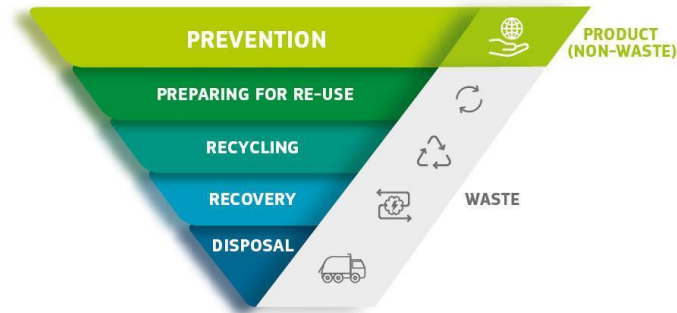 PREVENTION
PRODUCT
(NON-WASTE)
PREPARING FOR RE-USE
RECYCLING
RECOVERY
WASTE
DISPOSAL